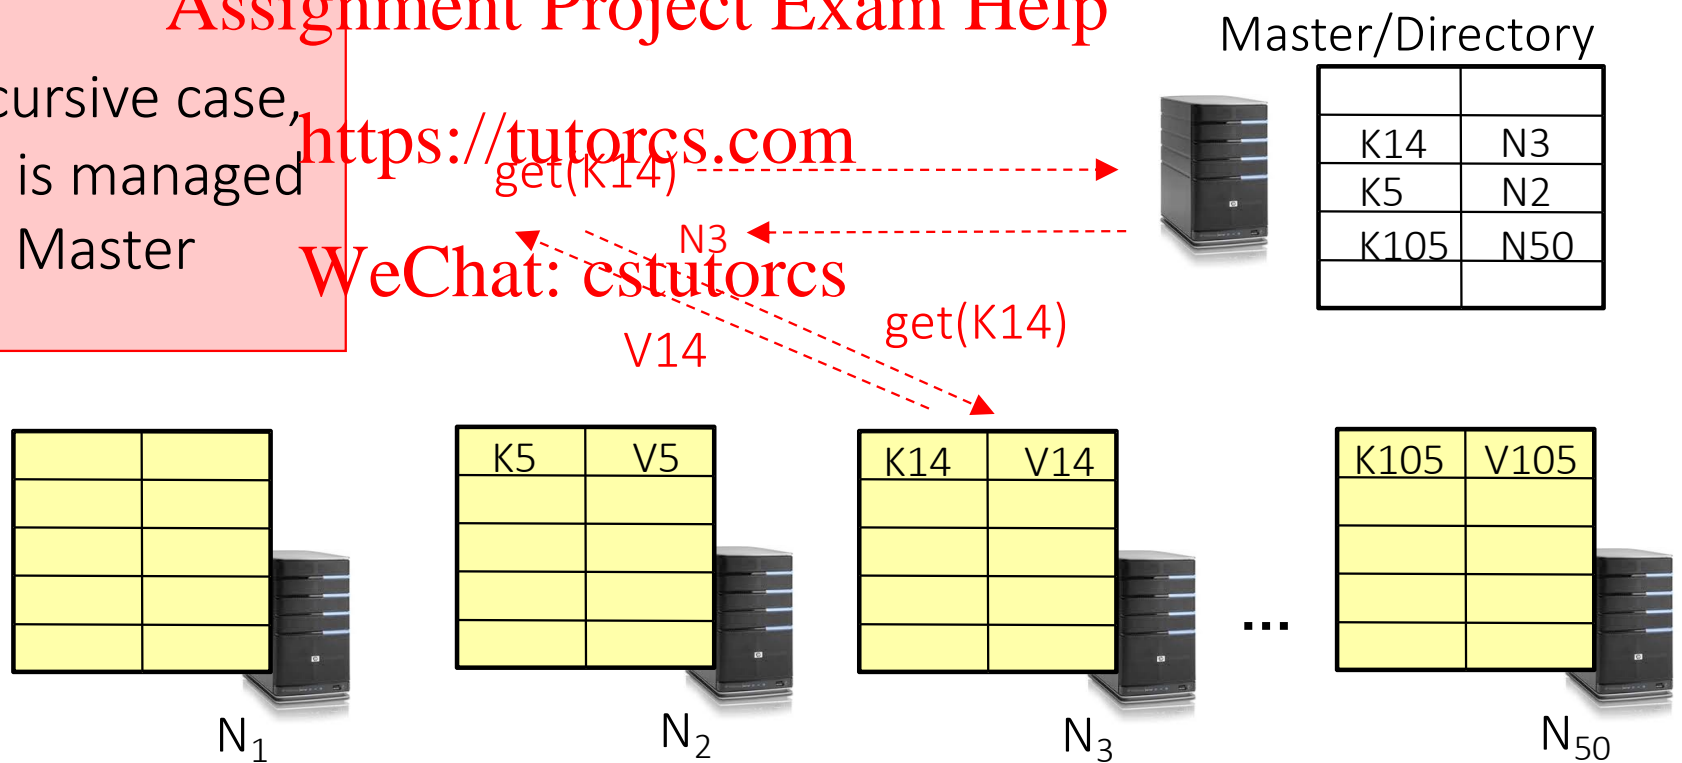 Assignment Project Exam Help
Master/Directory
cursive case,
is managed
Master
https://tutorcs.com
get(K14)
N3
WeChat: cstutorcs
get(K14)
V14
K14 N3
K5 N2
K105 N50
K5 V5
K14 V14
K105 V105
...
N1
N2
N3
N50